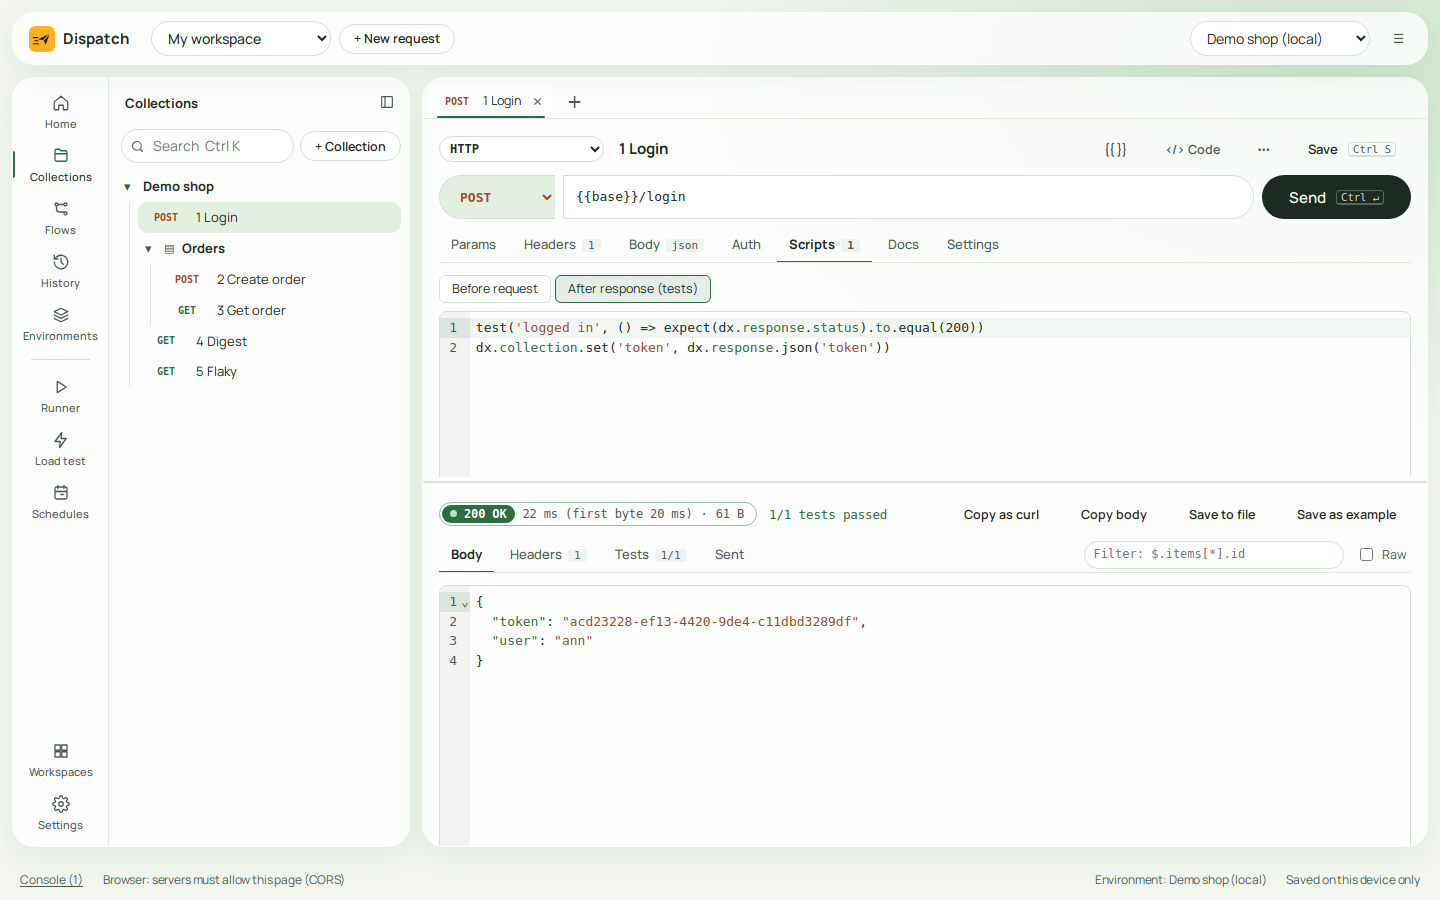 Dispatch
My workspace
+ New request
Demo shop (local)
Home
Collections
Flows
History
Environments
Runner
Load test
Schedules
Workspaces
Settings
Collections
Search Ctrl K
+ Collection
Demo shop
POST 1 Login
Orders
POST 2 Create order
GET 3 Get order
GET 4 Digest
GET 5 Flaky
POST 1 Login × +
HTTP 1 Login {{}} </> Code ··· Save Ctrl S
POST {{base}}/login Send Ctrl ↵
Params Headers 1 Body json Auth Scripts 1 Docs Settings
Before request After response (tests)
1 test('logged in', () => expect(dx.response.status).to.equal(200))
2 dx.collection.set('token', dx.response.json('token'))
200 OK 22 ms (first byte 20 ms) · 61 B 1/1 tests passed Copy as curl Copy body Save to file Save as example
Body Headers 1 Tests 1/1 Sent Filter: $.items[*].id Raw
1 {
2 "token": "acd23228-ef13-4420-9de4-c11dbd3289df",
3 "user": "ann"
4 }
Console (1) Browser: servers must allow this page (CORS) Environment: Demo shop (local) Saved on this device only